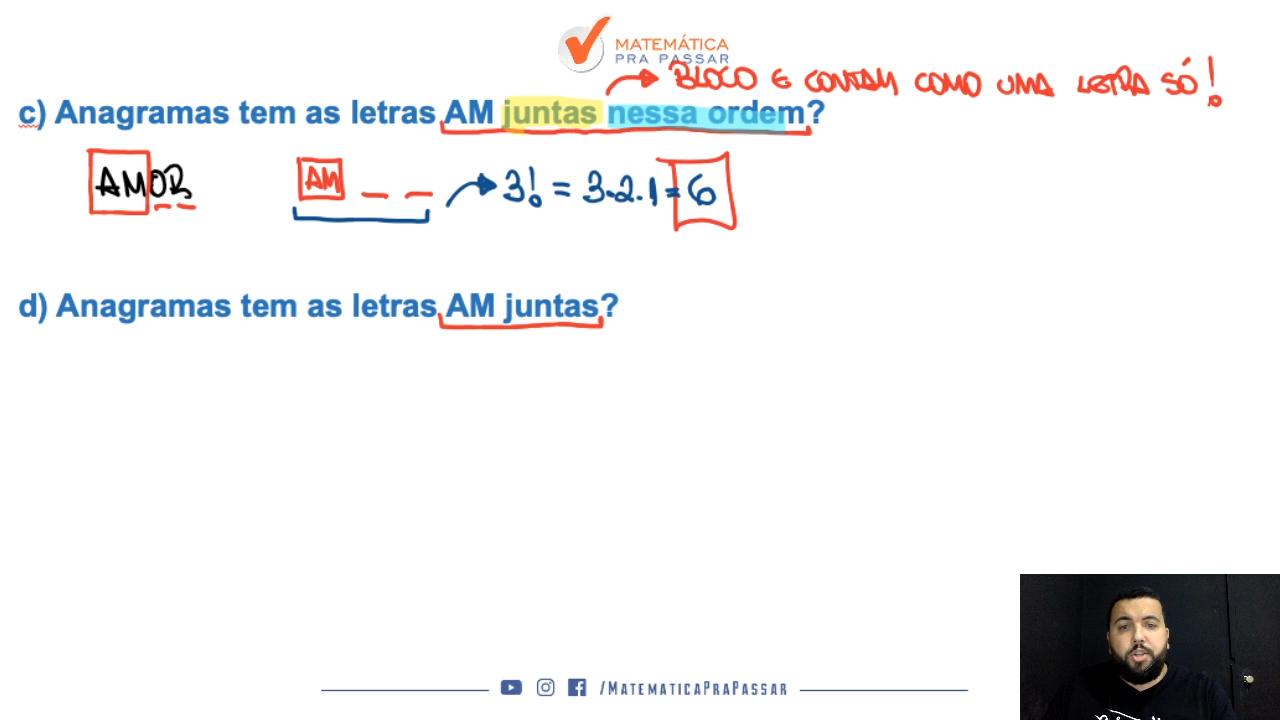 MATEMÁTICA
PRA PASSAR
BLOCO E CONTAM COMO UMA LETRA SÓ!
c) Anagramas tem as letras AM juntas nessa ordem?
AMOR AM _ _ 3! = 3.2.1 = 6
d) Anagramas tem as letras AM juntas?
/MATEMATICAPRAPASSAR